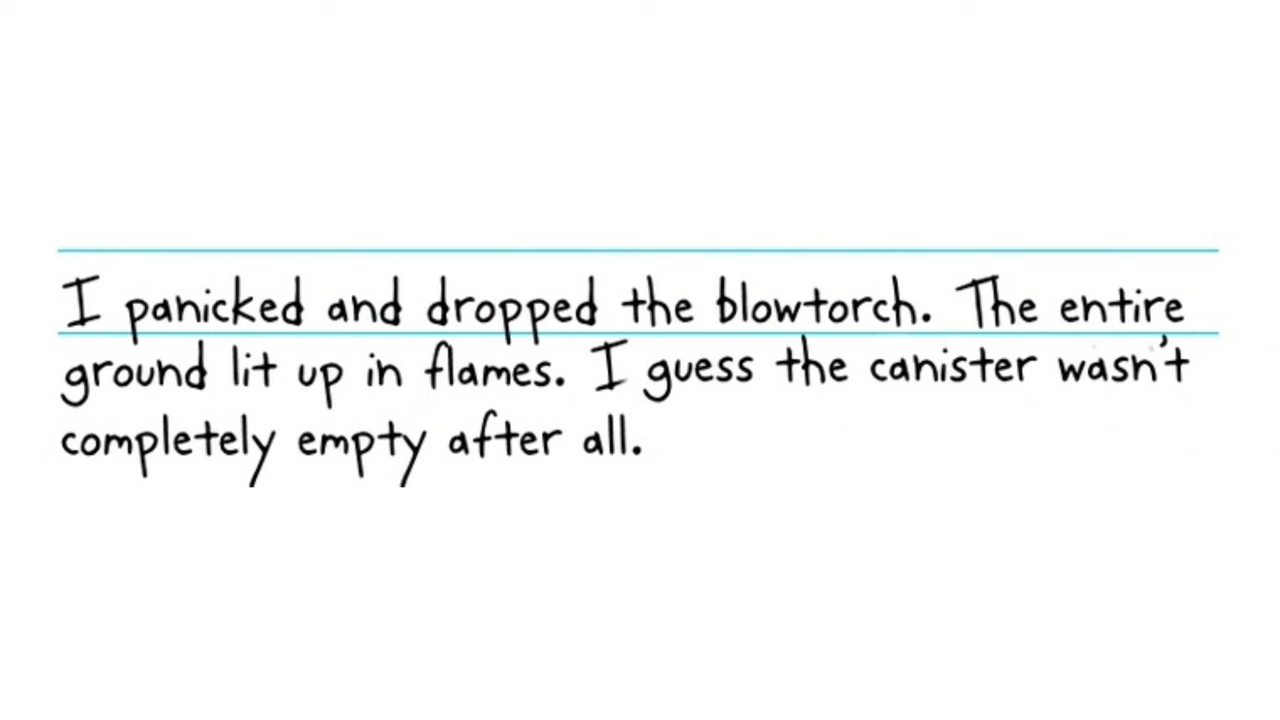 I panicked and dropped the blowtorch. The entire
ground lit up in flames. I guess the canister wasn't
completely empty after all.